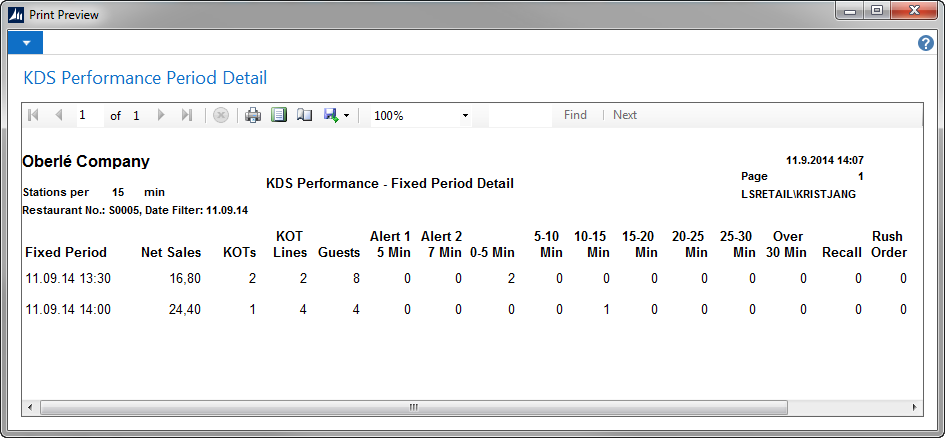 Print Preview
KDS Performance Period Detail
1 of 1 100% Find Next
Oberlé Company
11.9.2014 14:07
Page 1
KDS Performance - Fixed Period Detail
Stations per 15 min
LSRETAIL\KRISTJANG
Restaurant No.: S0005, Date Filter: 11.09.14
KOT Alert 1 Alert 2 5-10 10-15 15-20 20-25 25-30 Over Rush
Fixed Period Net Sales KOTs Lines Guests 5 Min 7 Min 0-5 Min Min Min Min Min Min 30 Min Recall Order
11.09.14 13:30 16,80 2 2 8 0 0 2 0 0 0 0 0 0 0 0
11.09.14 14:00 24,40 1 4 4 0 0 0 0 1 0 0 0 0 0 0